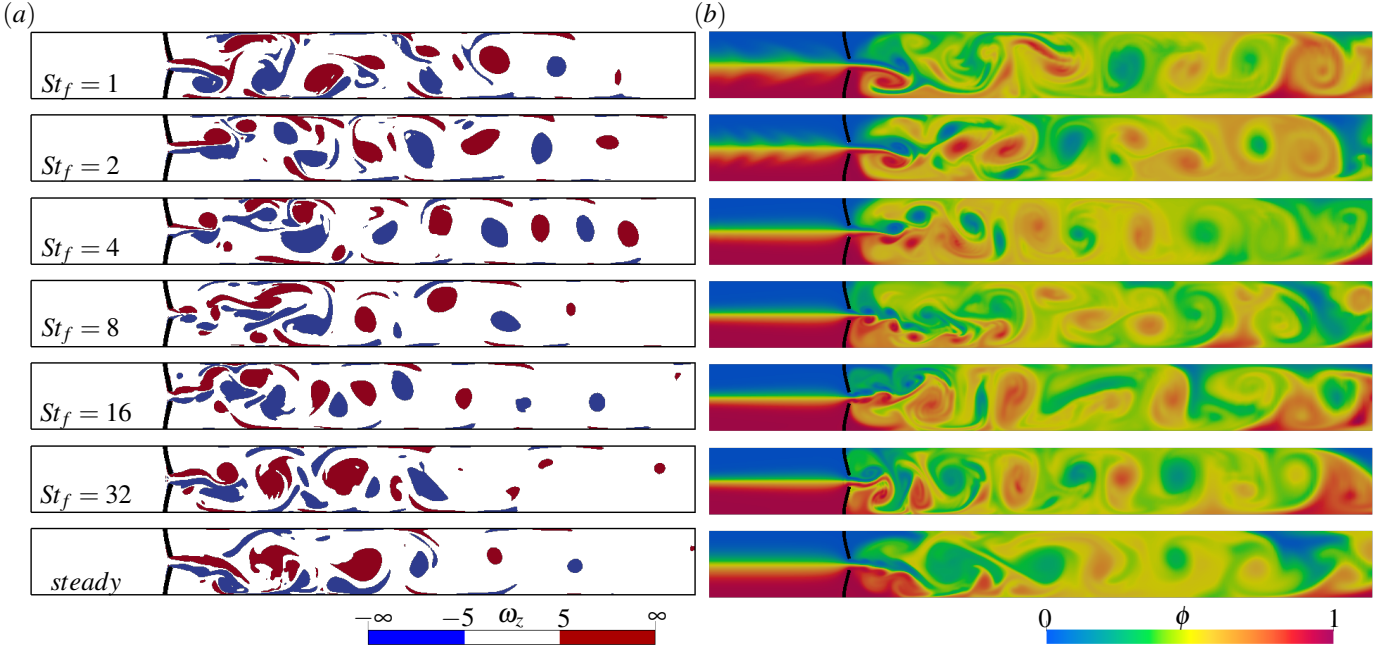 (a) (b)
St_f = 1
St_f = 2
St_f = 4
St_f = 8
St_f = 16
St_f = 32
steady
−∞ −5 ω_z 5 ∞
0 ϕ 1